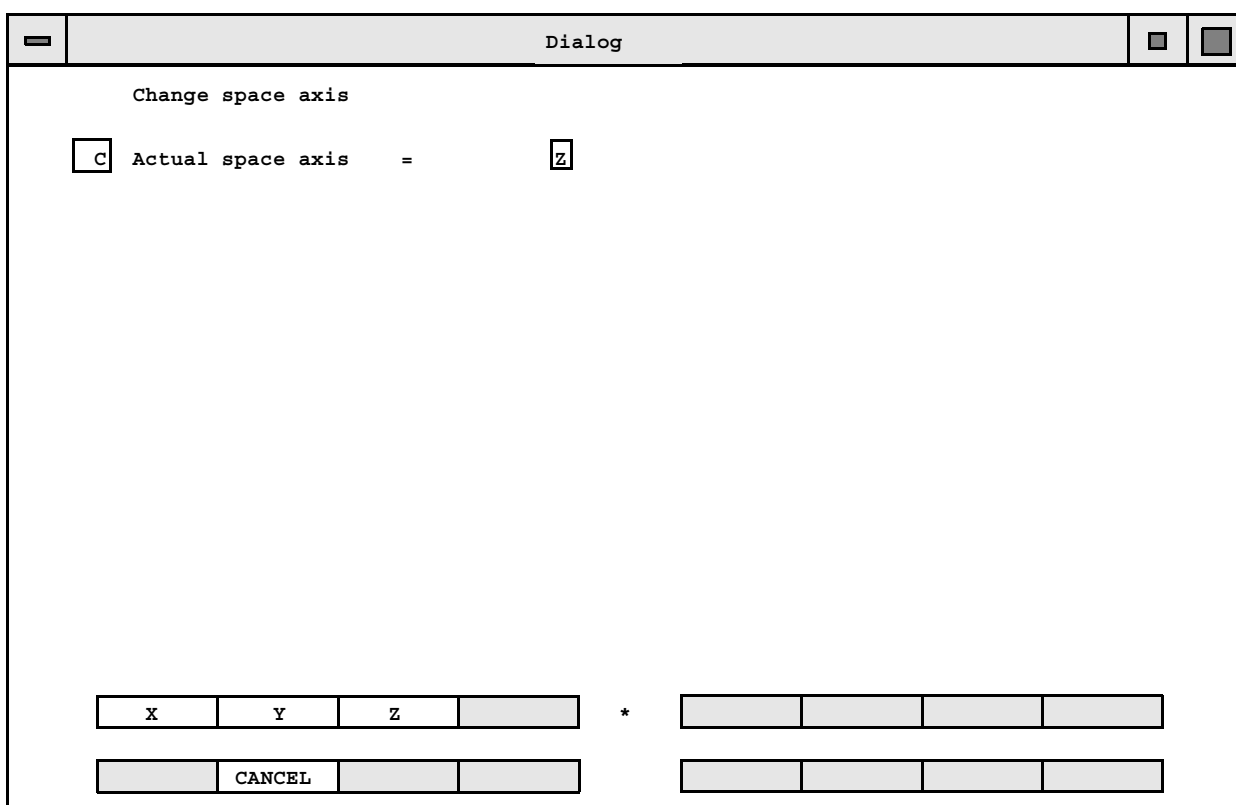 Dialog
Change space axis
C Actual space axis = Z
X Y Z *
CANCEL